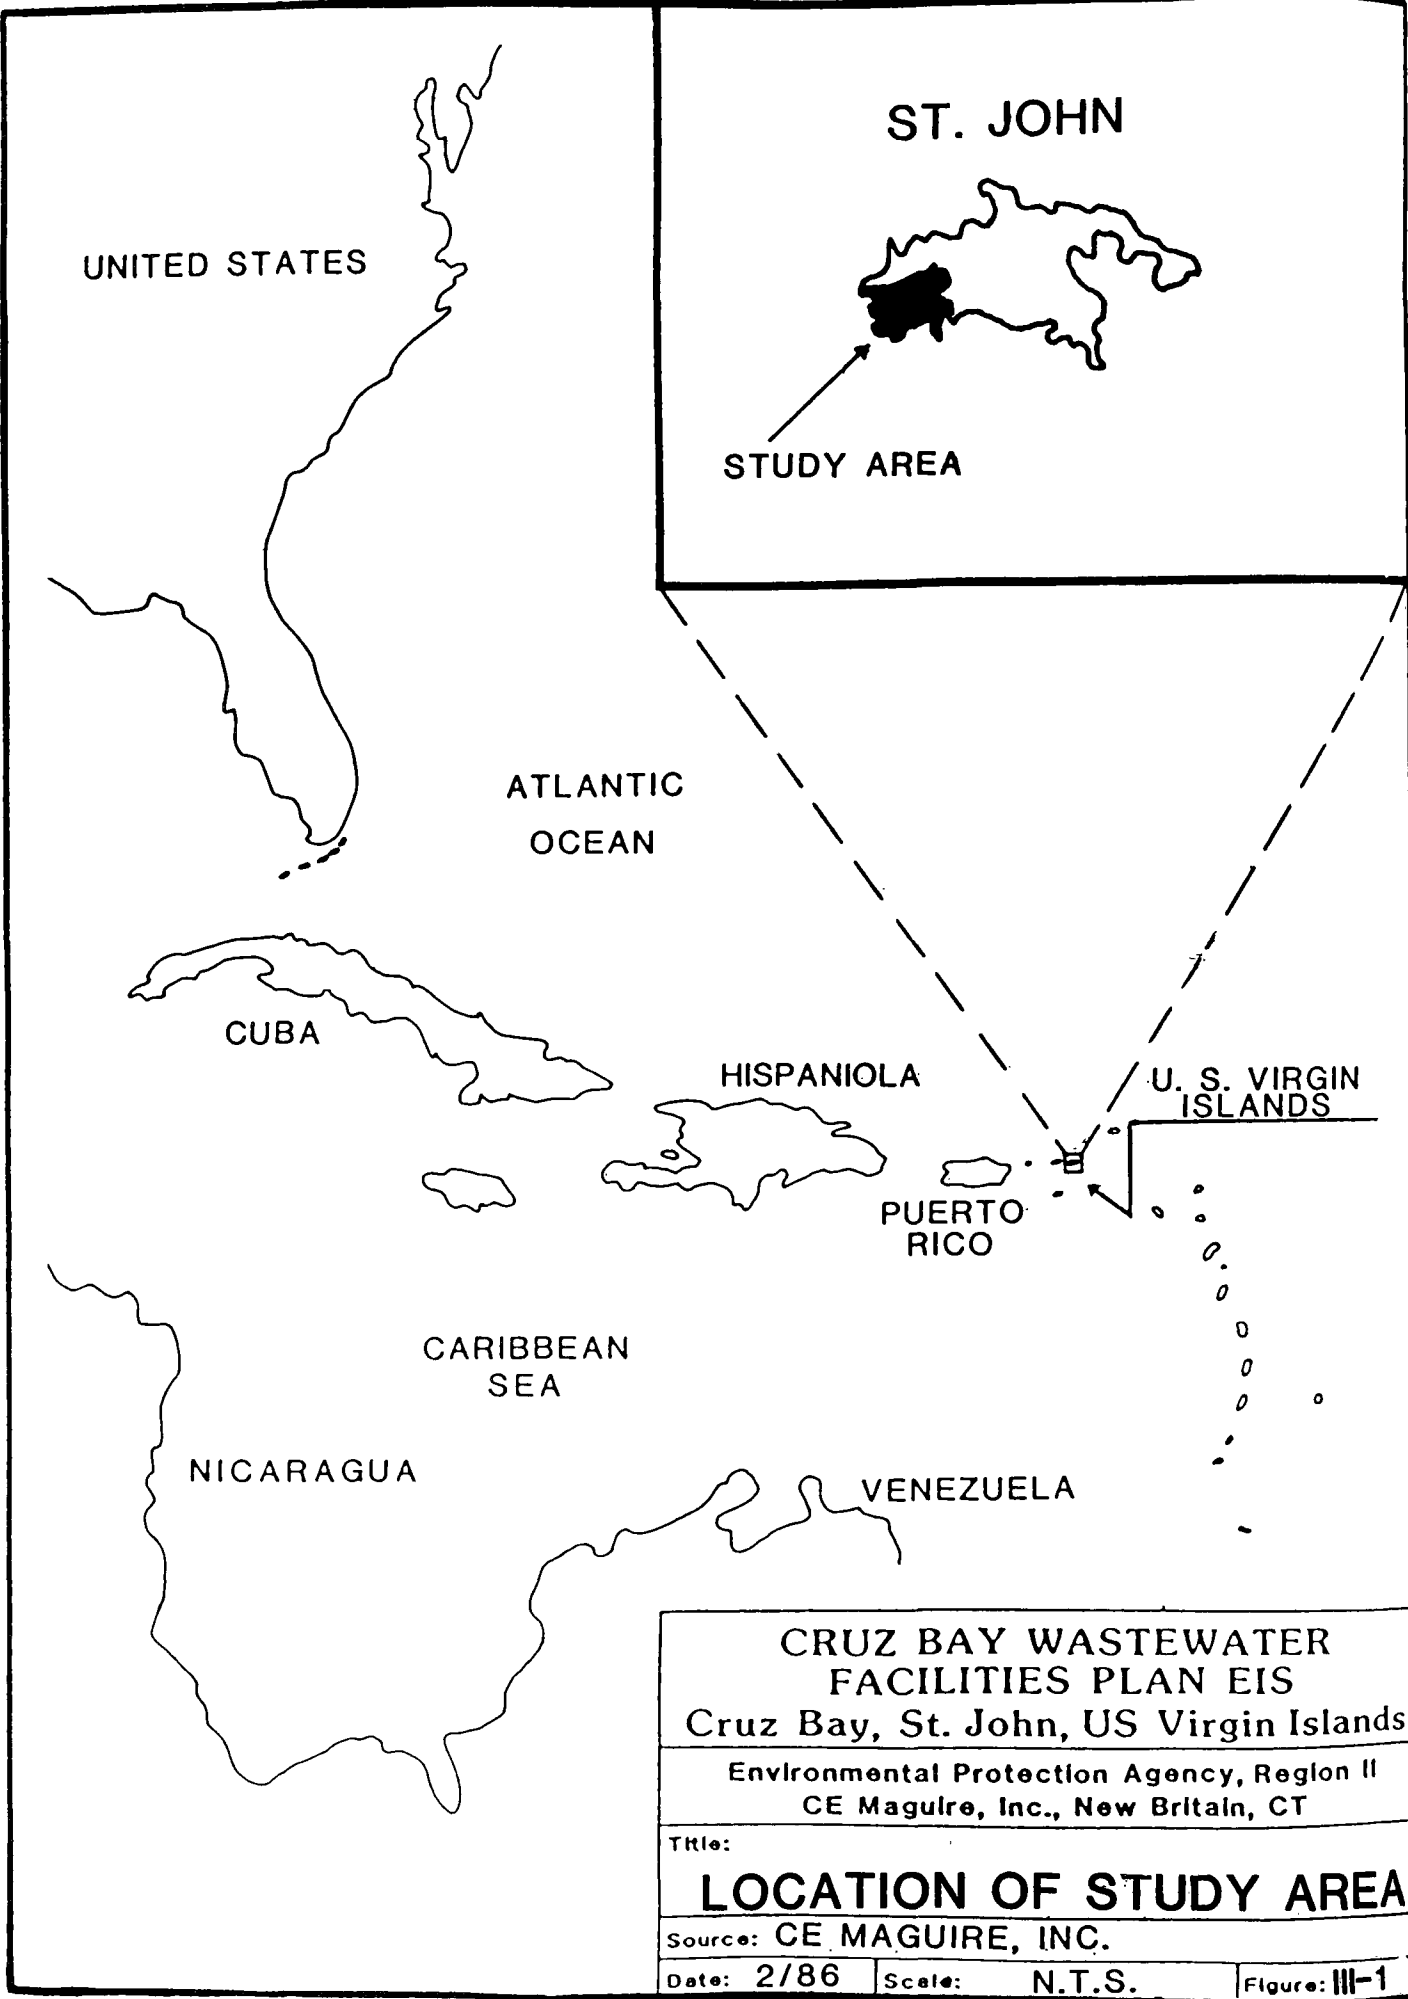 ST. JOHN
UNITED STATES
STUDY AREA
ATLANTIC
OCEAN
CUBA
HISPANIOLA
U. S. VIRGIN
ISLANDS
PUERTO
RICO
CARIBBEAN
SEA
NICARAGUA
VENEZUELA
CRUZ BAY WASTEWATER
FACILITIES PLAN EIS
Cruz Bay, St. John, US Virgin Islands
Environmental Protection Agency, Region II
CE Maguire, Inc., New Britain, CT
Title:
LOCATION OF STUDY AREA
Source: CE MAGUIRE, INC.
Date: 2/86 Scale: N.T.S. Figure: III-1